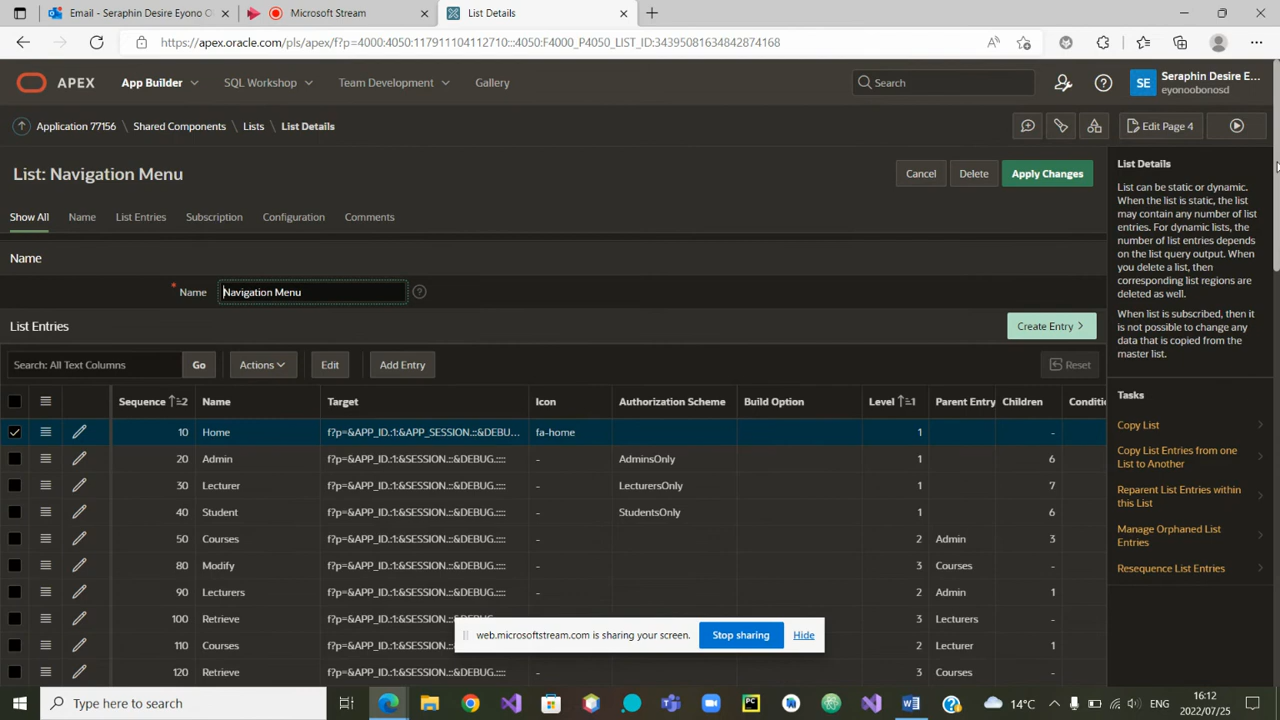 Email - Seraphin Desire Eyono O
Microsoft Stream
List Details
https://apex.oracle.com/pls/apex/f?p=4000:4050:117911104112710:::4050:F4000_P4050_LIST_ID:34395081634842874168
APEX
App Builder
SQL Workshop
Team Development
Gallery
Search
SE
Seraphin Desire E...
eyonoobonosd
Application 77156
Shared Components
Lists
List Details
Edit Page 4
List: Navigation Menu
Cancel
Delete
Apply Changes
Show All
Name
List Entries
Subscription
Configuration
Comments
Name
* Name
Navigation Menu
List Entries
Create Entry >
Search: All Text Columns
Go
Actions
Edit
Add Entry
Reset
Sequence ↑2 Name Target Icon Authorization Scheme Build Option Level ↑1 Parent Entry Children Conditio
10 Home f?p=&APP_ID.:1:&APP_SESSION.::&DEBU... fa-home 1 -
20 Admin f?p=&APP_ID.:1:&SESSION.::&DEBUG.:::: - AdminsOnly 1 6
30 Lecturer f?p=&APP_ID.:1:&SESSION.::&DEBUG.:::: - LecturersOnly 1 7
40 Student f?p=&APP_ID.:1:&SESSION.::&DEBUG.:::: - StudentsOnly 1 6
50 Courses f?p=&APP_ID.:1:&SESSION.::&DEBUG.:::: - 2 Admin 3
80 Modify f?p=&APP_ID.:1:&SESSION.::&DEBUG.:::: - 3 Courses -
90 Lecturers f?p=&APP_ID.:1:&SESSION.::&DEBUG.:::: - 2 Admin 1
100 Retrieve f?p=&APP_ID.:1:&SESSION.::&DEBUG.:::: 3 Lecturers -
110 Courses f?p=&APP_ID.:1 2 Lecturer 1
120 Retrieve f?p=&APP_ID.:1:&SESSION.::&DEBUG.:::: - 3 Courses -
List Details
List can be static or dynamic.
When the list is static, the list
may contain any number of list
entries. For dynamic lists, the
number of list entries depends
on the list query output. When
you delete a list, then
corresponding list regions are
deleted as well.
When list is subscribed, then it
is not possible to change any
data that is copied from the
master list.
Tasks
Copy List
Copy List Entries from one
List to Another
Reparent List Entries within
this List
Manage Orphaned List
Entries
Resequence List Entries
web.microsoftstream.com is sharing your screen.
Stop sharing
Hide
Type here to search
14°C
ENG
16:12
2022/07/25